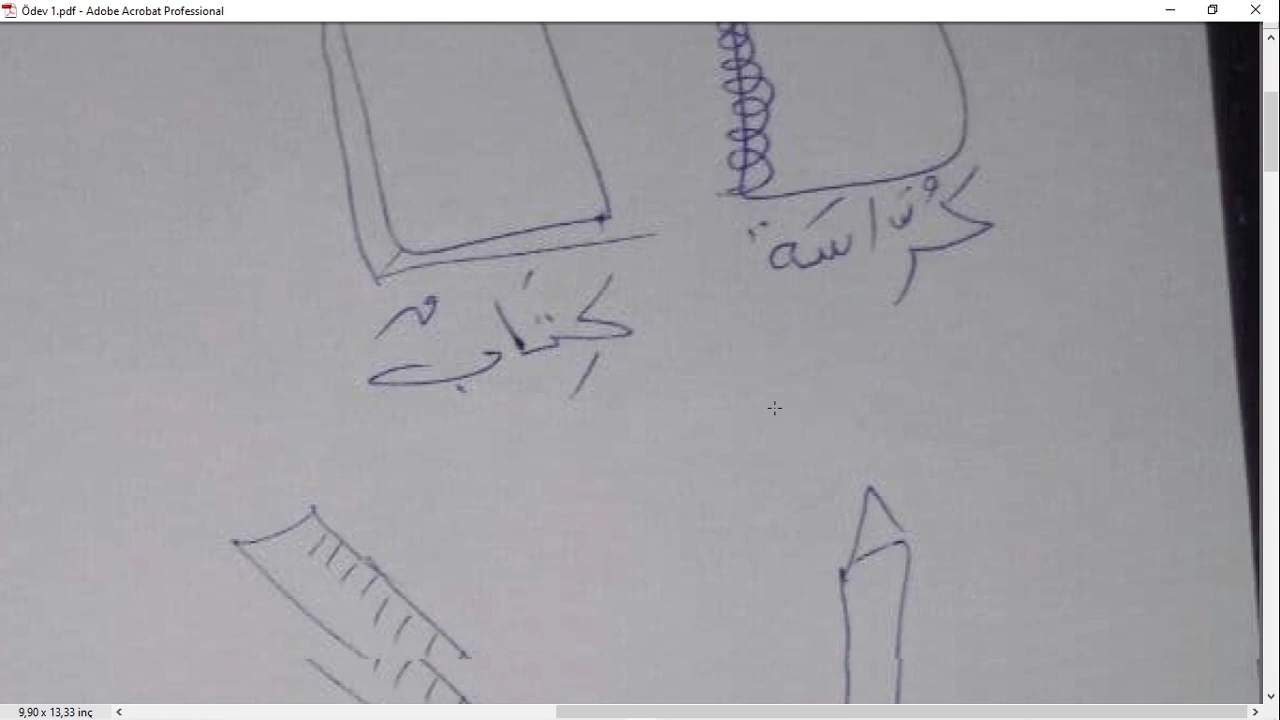 Ödev 1.pdf - Adobe Acrobat Professional
كُرَّاسَة
كِتَابٌ
9,90 x 13,33 inç